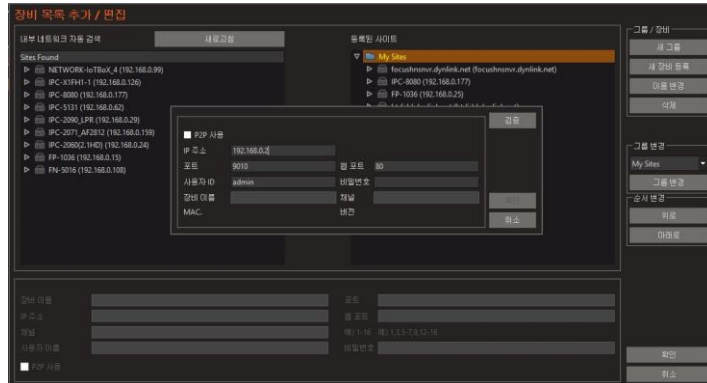 장비 목록 추가 / 편집
내부 네트워크 자동 검색
새로고침
Sites Found
NETWORK-IoTBoX_4 (192.168.0.99)
IPC-X1FH1-1 (192.168.0.126)
IPC-8080 (192.168.0.177)
IPC-5131 (192.168.0.62)
IPC-2090_LPR (192.168.0.29)
IPC-2071_AF2812 (192.168.0.159)
IPC-2060(2.1HD) (192.168.0.24)
FP-1036 (192.168.0.15)
FN-5016 (192.168.0.108)
등록된 사이트
My Sites
focushnsnvr.dynlink.net (focushnsnvr.dynlink.net)
IPC-8080 (192.168.0.177)
FP-1036 (192.168.0.25)
P2P 사용
검증
IP 주소 192.168.0.2
포트 9010 웹 포트 80
사용자 ID admin 비밀번호
장비 이름 채널
확인
MAC. 버전
취소
그룹 / 장비
새 그룹
새 장비 등록
이름 변경
삭제
그룹 변경
My Sites
그룹 변경
순서 변경
위로
아래로
장비 이름 포트
IP 주소 웹 포트
채널 예) 1-16 예) 1,3,5-7,9,12-16
사용자 이름 비밀번호
P2P 사용
확인
취소